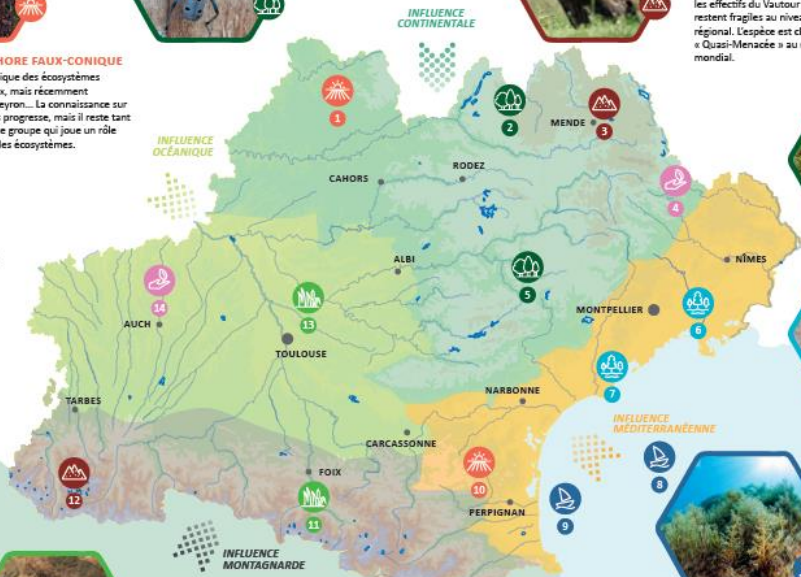 INFLUENCE
CONTINENTALE
les effectifs du Vautour
restent fragiles au nivea
régional. L'espèce est cl
« Quasi-Menacée » au
mondial.
HORE FAUX-CONIQUE
ique des écosystèmes
x, mais récemment
eyron... La connaissance sur
s progresse, mais il reste tant
e groupe qui joue un rôle
les écosystèmes.
INFLUENCE
OCÉANIQUE
1
2
MENDE
3
CAHORS
RODEZ
4
ALBI
NÎMES
14
AUCH
13
5
MONTPELLIER
6
TOULOUSE
7
TARBES
NARBONNE
INFLUENCE
MÉDITERRANÉENNE
CARCASSONNE
12
FOIX
10
8
11
PERPIGNAN
9
INFLUENCE
MONTAGNARDE